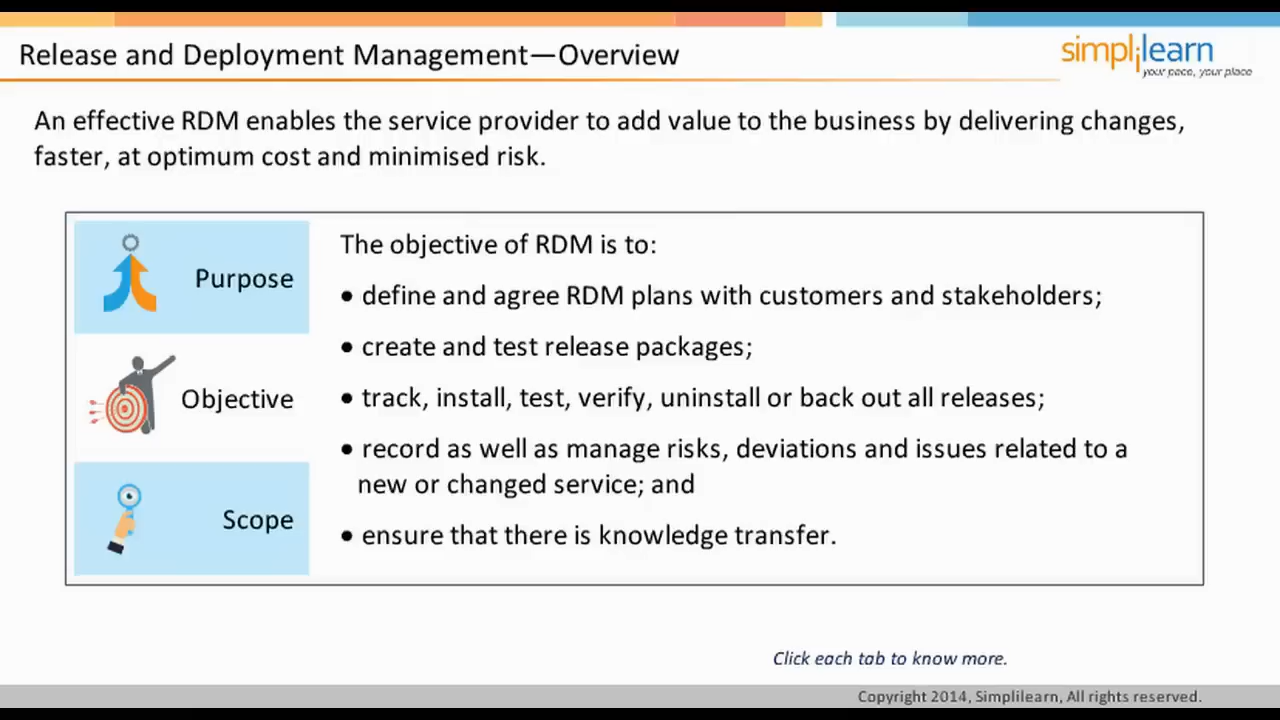 Release and Deployment Management—Overview
simplilearn
your pace, your place
An effective RDM enables the service provider to add value to the business by delivering changes,
faster, at optimum cost and minimised risk.
Purpose
Objective
Scope
The objective of RDM is to:
• define and agree RDM plans with customers and stakeholders;
• create and test release packages;
• track, install, test, verify, uninstall or back out all releases;
• record as well as manage risks, deviations and issues related to a
new or changed service; and
• ensure that there is knowledge transfer.
Click each tab to know more.
Copyright 2014, Simplilearn, All rights reserved.